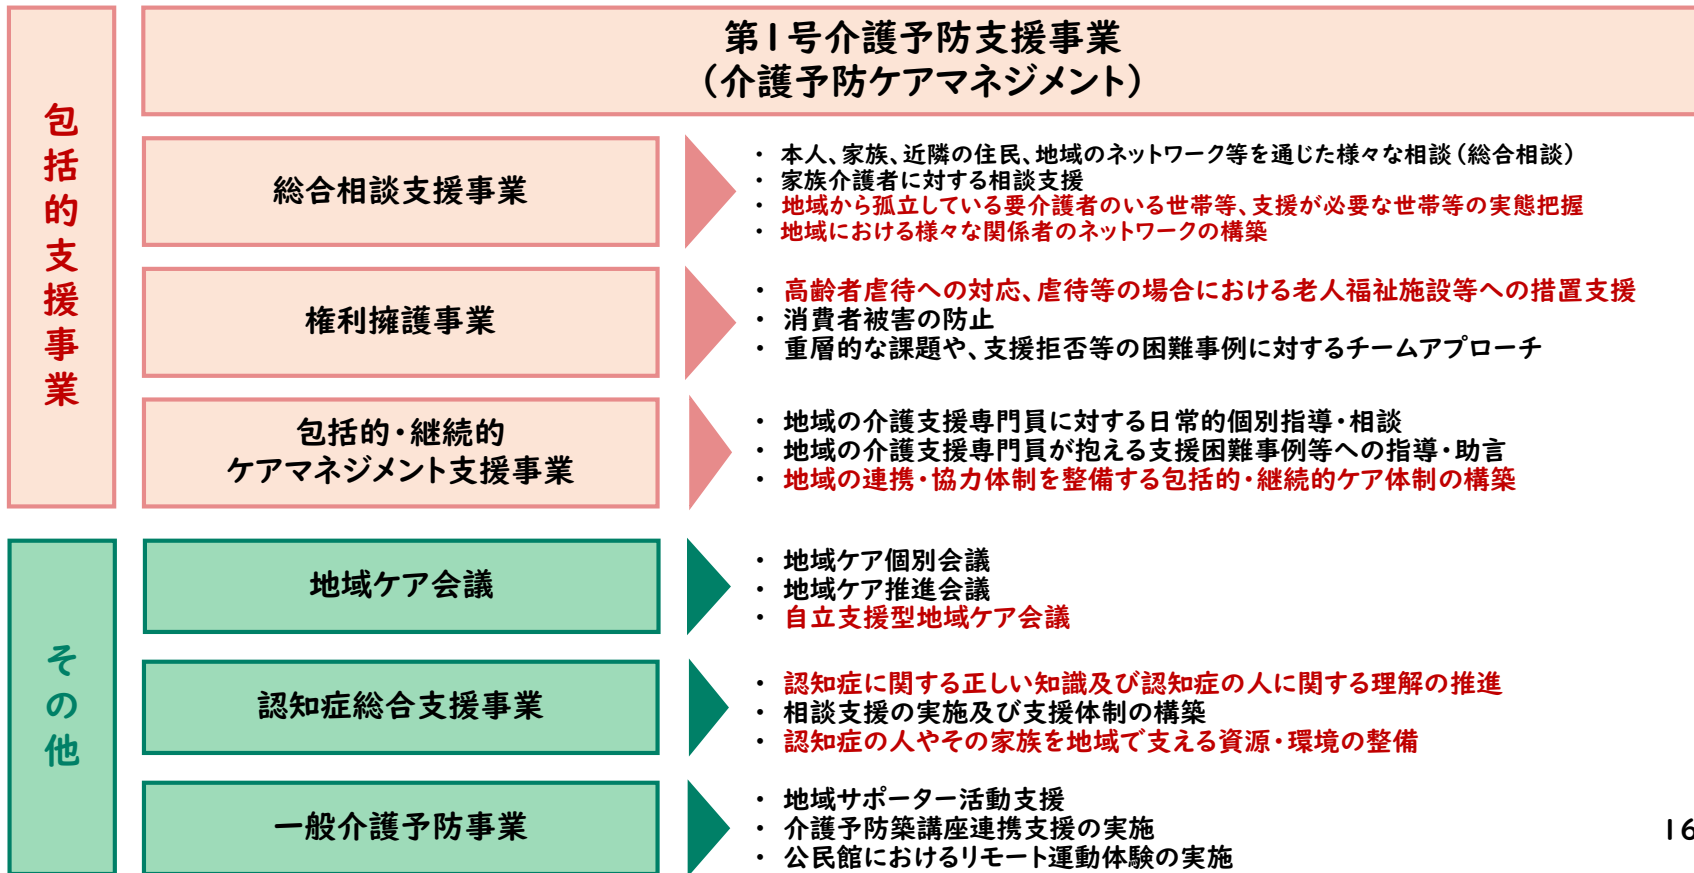 包括的支援事業
第1号介護予防支援事業
(介護予防ケアマネジメント)
総合相談支援事業
・ 本人、家族、近隣の住民、地域のネットワーク等を通じた様々な相談(総合相談)
・ 家族介護者に対する相談支援
・ 地域から孤立している要介護者のいる世帯等、支援が必要な世帯等の実態把握
・ 地域における様々な関係者のネットワークの構築
権利擁護事業
・ 高齢者虐待への対応、虐待等の場合における老人福祉施設等への措置支援
・ 消費者被害の防止
・ 重層的な課題や、支援拒否等の困難事例に対するチームアプローチ
包括的・継続的
ケアマネジメント支援事業
・ 地域の介護支援専門員に対する日常的個別指導・相談
・ 地域の介護支援専門員が抱える支援困難事例等への指導・助言
・ 地域の連携・協力体制を整備する包括的・継続的ケア体制の構築
その他
地域ケア会議
・ 地域ケア個別会議
・ 地域ケア推進会議
・ 自立支援型地域ケア会議
認知症総合支援事業
・ 認知症に関する正しい知識及び認知症の人に関する理解の推進
・ 相談支援の実施及び支援体制の構築
・ 認知症の人やその家族を地域で支える資源・環境の整備
一般介護予防事業
・ 地域サポーター活動支援
・ 介護予防築講座連携支援の実施
・ 公民館におけるリモート運動体験の実施
16